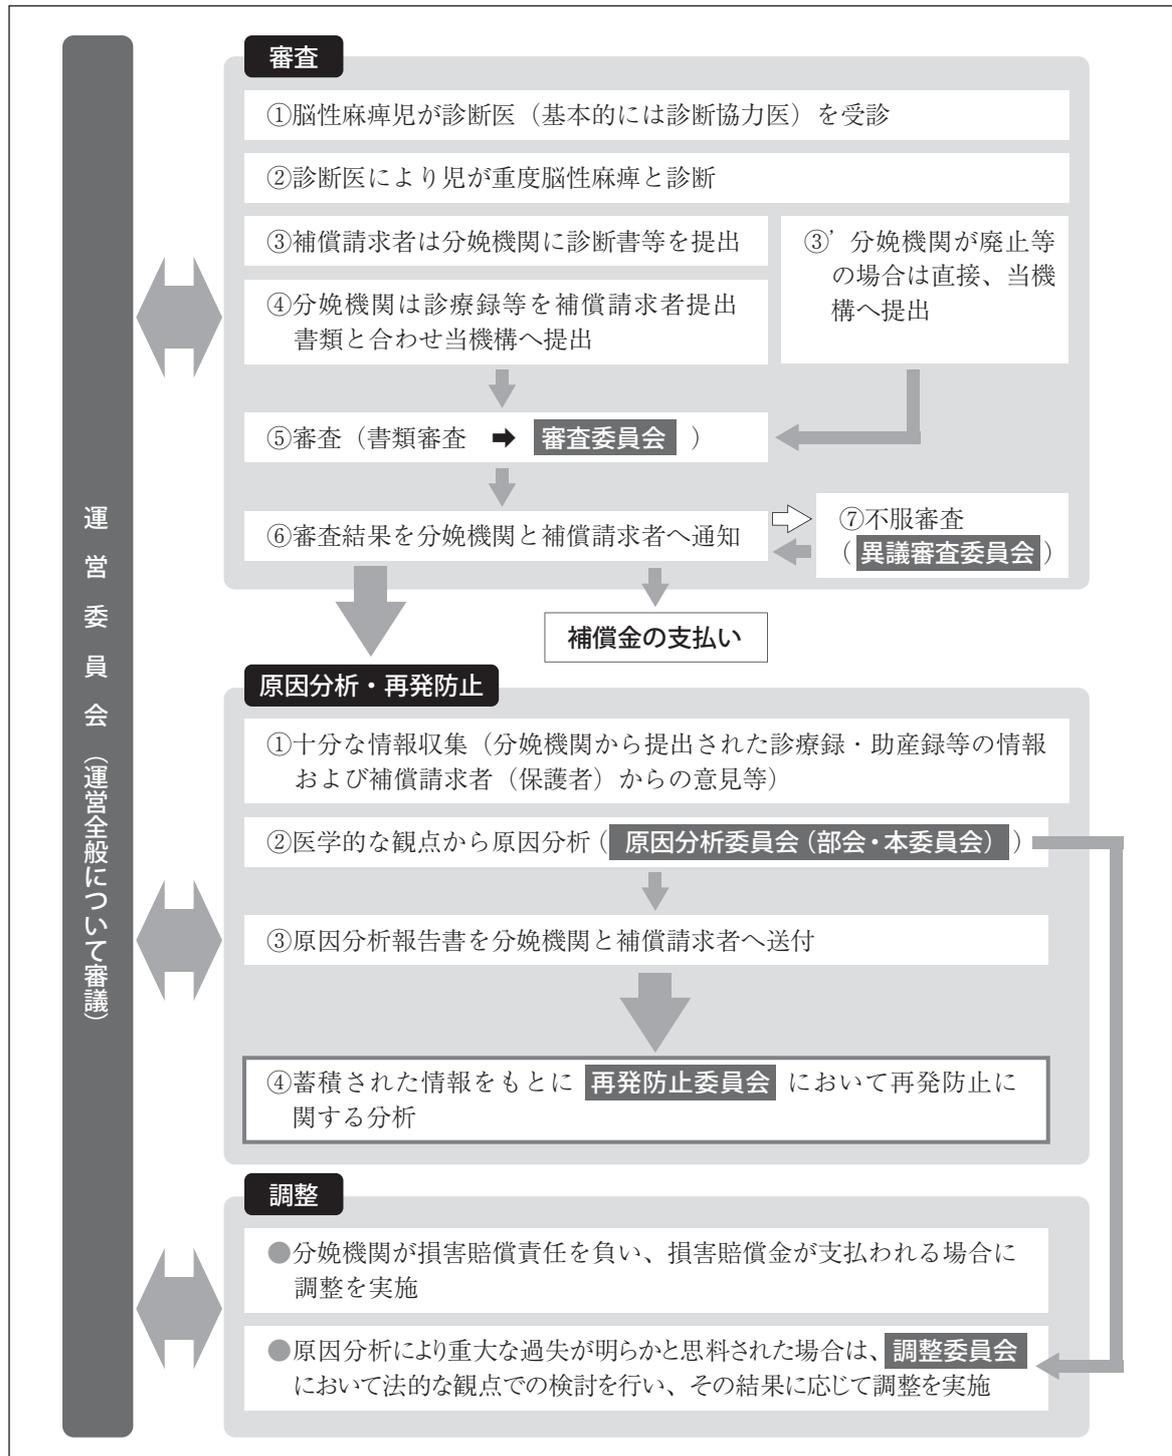 運営委員会（運営全般について審議）
審査
①脳性麻痺児が診断医（基本的には診断協力医）を受診
②診断医により児が重度脳性麻痺と診断
③補償請求者は分娩機関に診断書等を提出
④分娩機関は診療録等を補償請求者提出
書類と合わせ当機構へ提出
③’分娩機関が廃止等
の場合は直接、当機
構へ提出
⑤審査（書類審査 ➡ 審査委員会 ）
⑥審査結果を分娩機関と補償請求者へ通知
⑦不服審査
（異議審査委員会）
補償金の支払い
原因分析・再発防止
①十分な情報収集（分娩機関から提出された診療録・助産録等の情報
および補償請求者（保護者）からの意見等）
②医学的な観点から原因分析（ 原因分析委員会（部会・本委員会） ）
③原因分析報告書を分娩機関と補償請求者へ送付
④蓄積された情報をもとに 再発防止委員会 において再発防止に
関する分析
調整
●分娩機関が損害賠償責任を負い、損害賠償金が支払われる場合に
調整を実施
●原因分析により重大な過失が明らかと思料された場合は、調整委員会
において法的な観点での検討を行い、その結果に応じて調整を実施